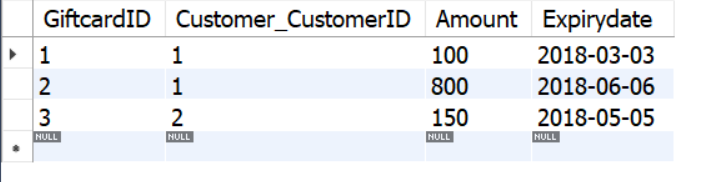 GiftcardID Customer_CustomerID Amount Expirydate
1 1 100 2018-03-03
2 1 800 2018-06-06
3 2 150 2018-05-05
NULL NULL NULL NULL